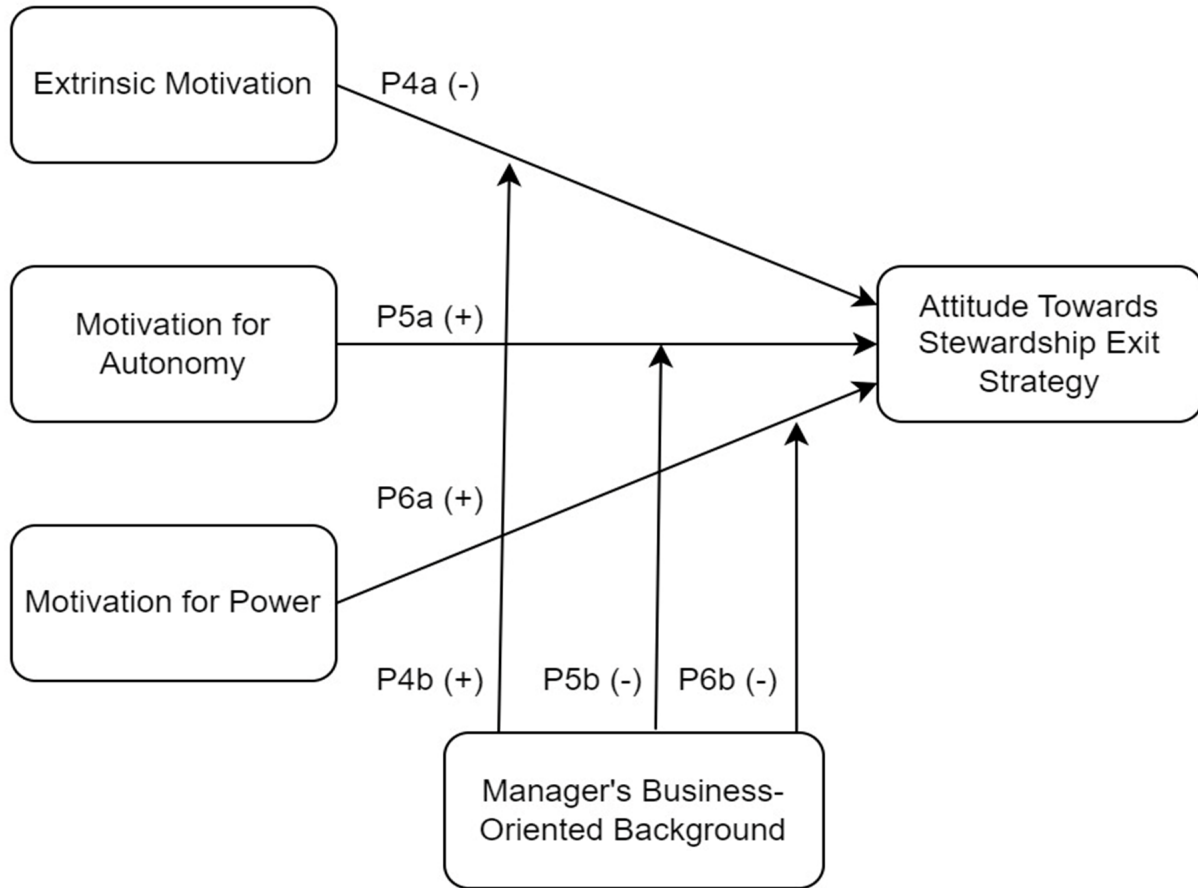 Extrinsic Motivation
P4a (-)
Motivation for
Autonomy
P5a (+)
Attitude Towards
Stewardship Exit
Strategy
P6a (+)
Motivation for Power
P4b (+)
P5b (-)
P6b (-)
Manager's Business-
Oriented Background